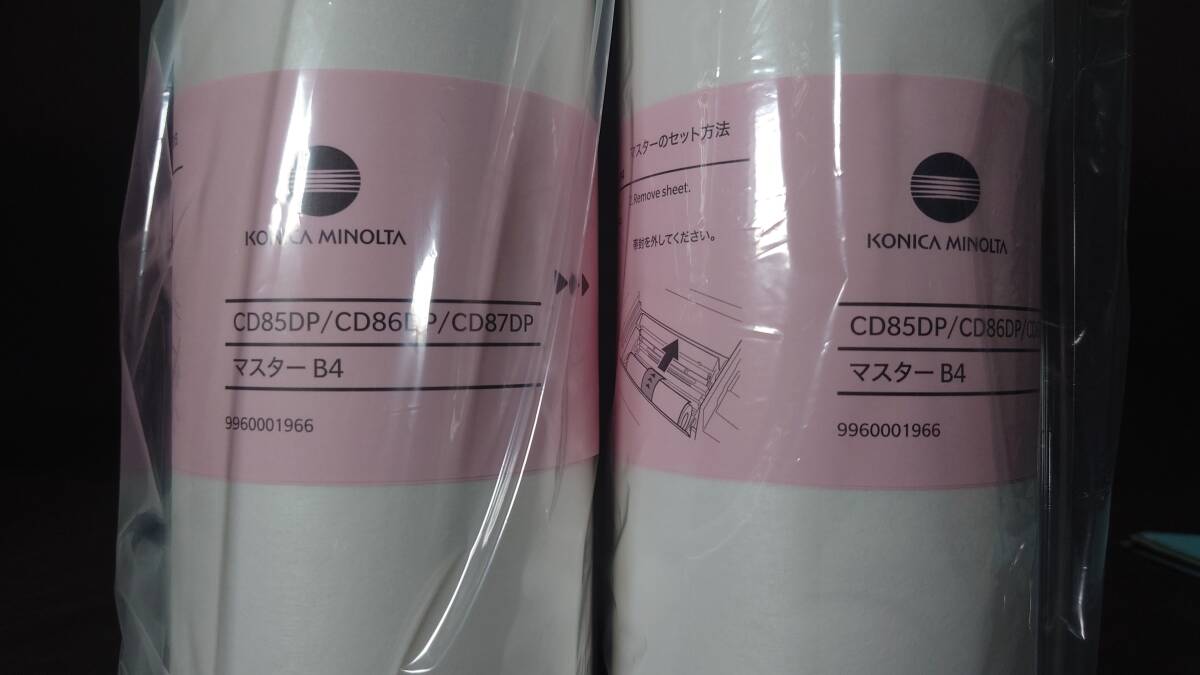 KONICA MINOLTA
CD85DP/CD86DP/CD87DP
マスター B4
9960001966
マスターのセット方法
Remove sheet.
帯封を外してください。
KONICA MINOLTA
CD85DP/CD86DP/
マスター B4
9960001966